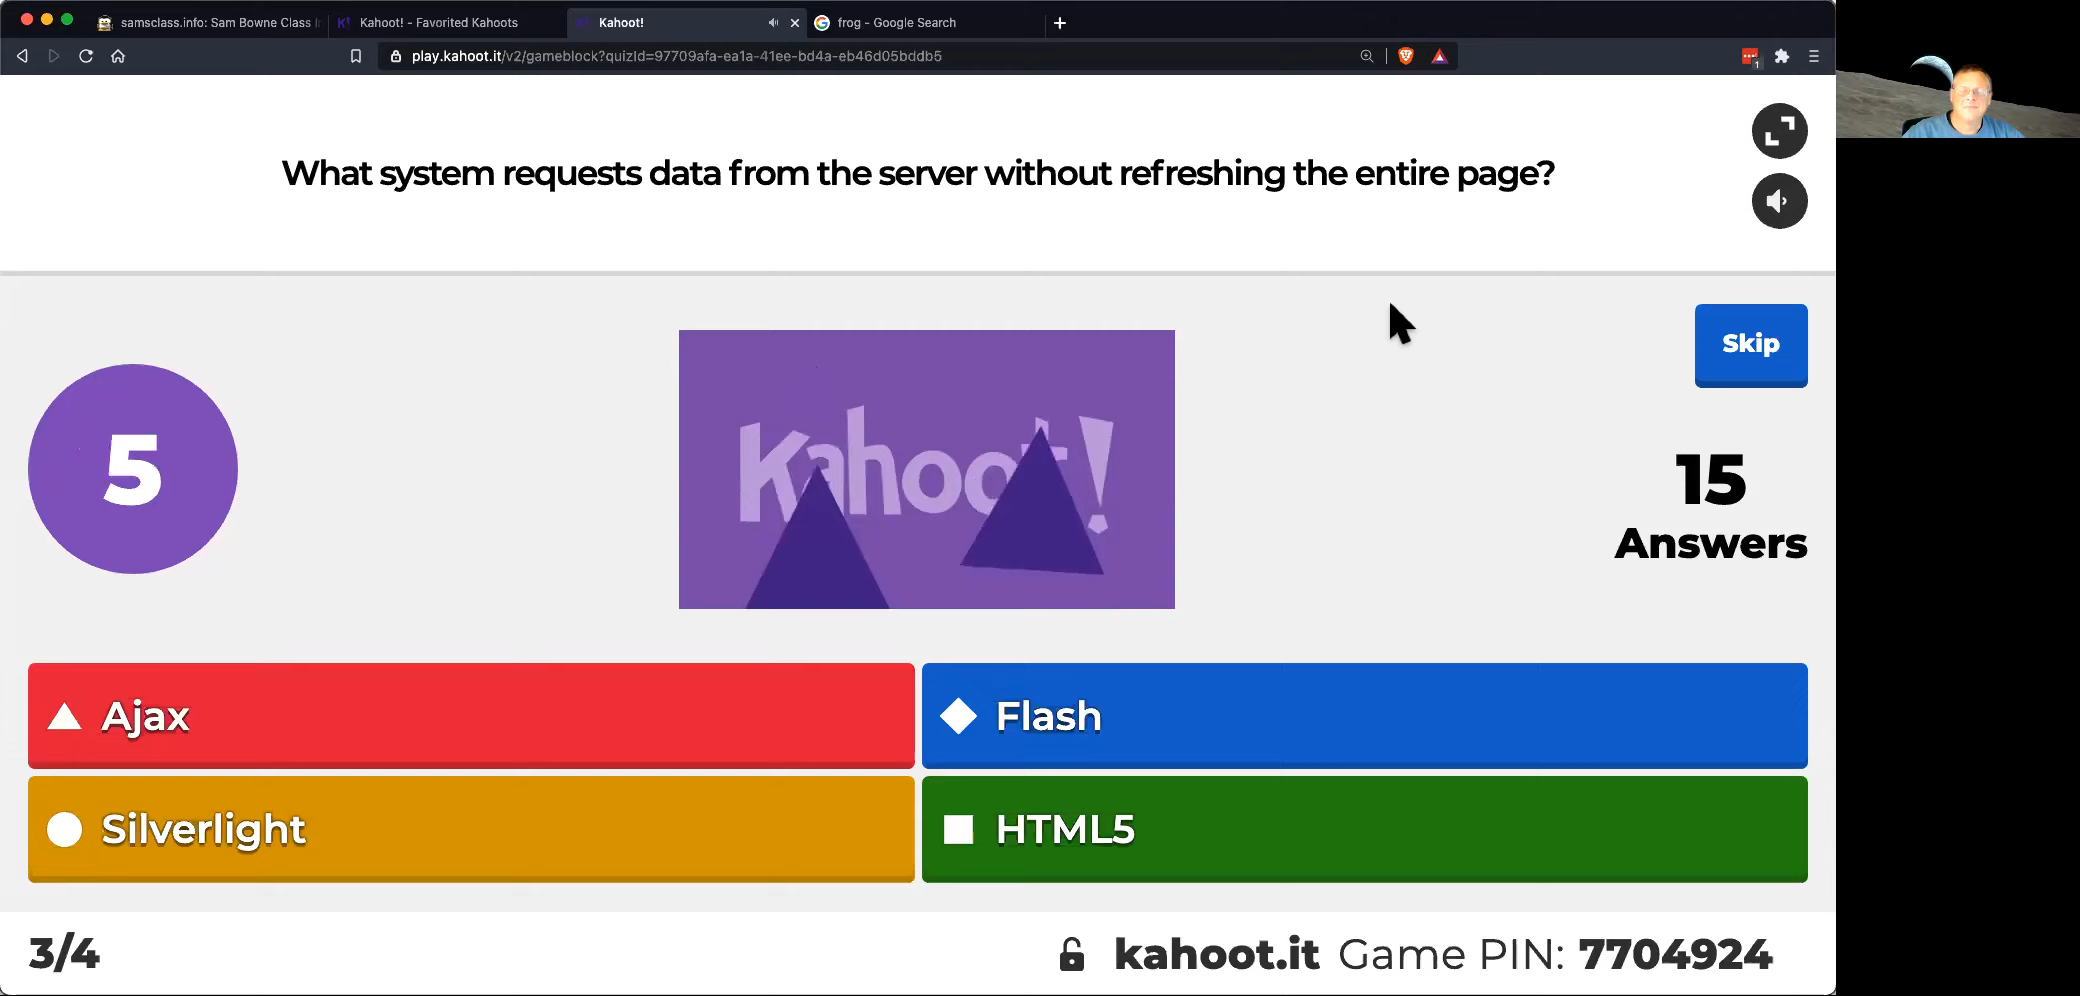 samsclass.info: Sam Bowne Class I
Kahoot! - Favorited Kahoots
Kahoot!
frog - Google Search
play.kahoot.it/v2/gameblock?quizId=97709afa-ea1a-41ee-bd4a-eb46d05bddb5
1
What system requests data from the server without refreshing the entire page?
Skip
5
Kahoot!
15
Answers
Ajax
Flash
Silverlight
HTML5
3/4
kahoot.it Game PIN: 7704924